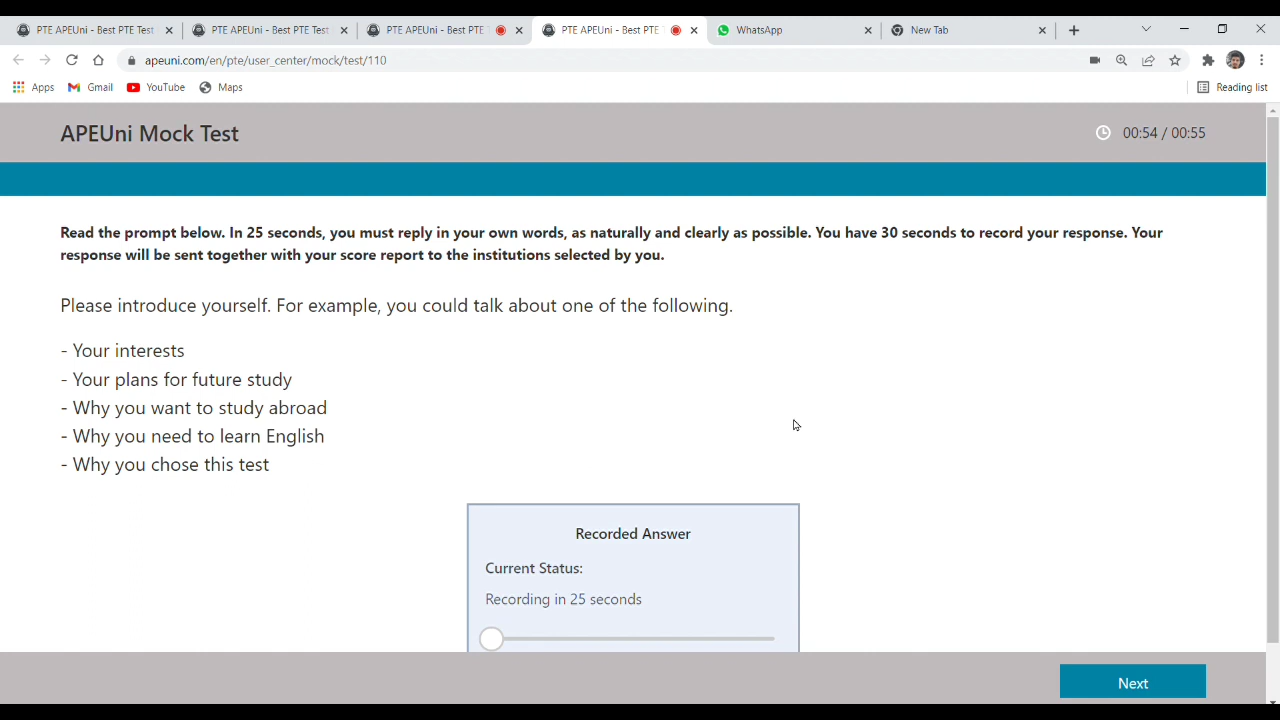 PTE APEUni - Best PTE Test
PTE APEUni - Best PTE Test
PTE APEUni - Best PTE
PTE APEUni - Best PTE
WhatsApp
New Tab
apeuni.com/en/pte/user_center/mock/test/110
Apps
Gmail
YouTube
Maps
Reading list
APEUni Mock Test
00:54 / 00:55
Read the prompt below. In 25 seconds, you must reply in your own words, as naturally and clearly as possible. You have 30 seconds to record your response. Your
response will be sent together with your score report to the institutions selected by you.
Please introduce yourself. For example, you could talk about one of the following.
- Your interests
- Your plans for future study
- Why you want to study abroad
- Why you need to learn English
- Why you chose this test
Recorded Answer
Current Status:
Recording in 25 seconds
Next